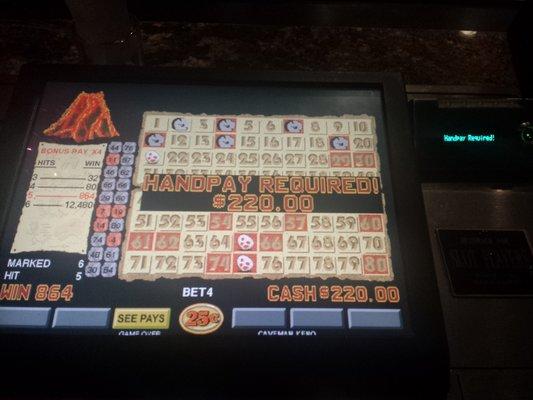 Handpay Required!
BONUS PAY X4
HITS WIN
3 32
4 80
5 864
6 12,480
1 3 5 6 8 9 10
12 13 15 16 17 18 20
22 23 24 25 26 27 28 29 30
HANDPAY REQUIRED!
$220.00
51 52 53 54 55 56 57 58 59 60
61 62 63 64 66 67 68 69 70
71 72 73 74 76 77 78 79 80
MARKED 6
HIT 5
WIN 864
BET4
CASH $220.00
SEE PAYS
25¢
GAME OVER
CAVEMAN KENO